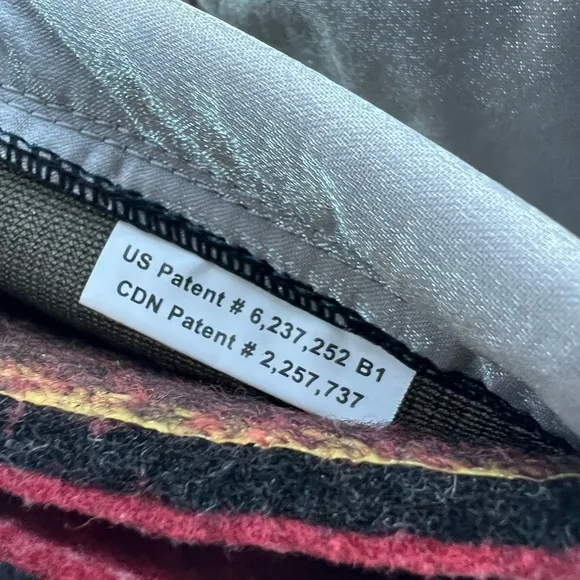 US Patent # 6,237,252 B1
CDN Patent # 2,257,737